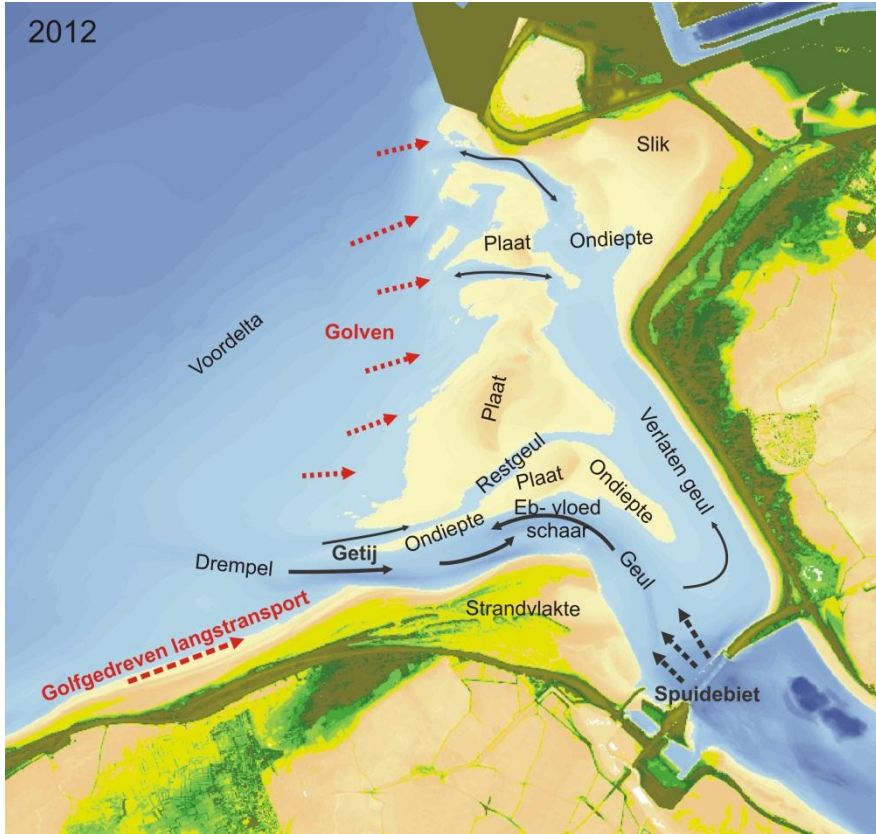 2012
Slik
Plaat
Ondiepte
Golven
Voordelta
Plaat
Verlaten geul
Restgeul
Plaat
Ondiepte
Eb- vloed
schaar
Ondiepte
Getij
Drempel
Geul
Strandvlakte
Golfgedreven langstransport
Spuidebiet